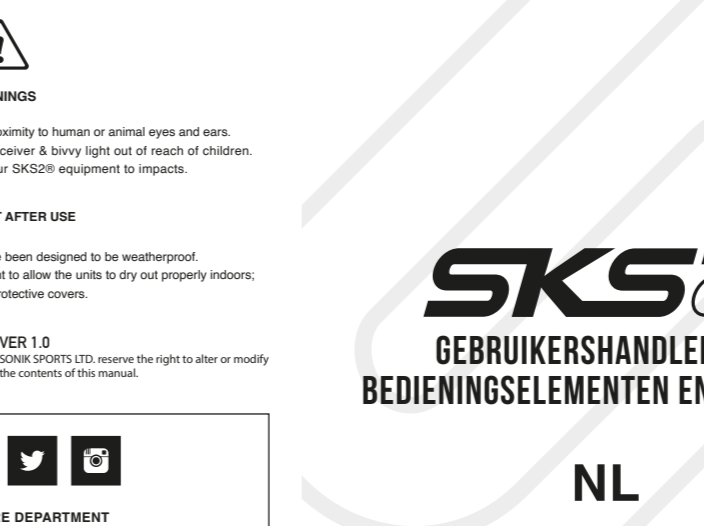 NINGS
oximity to human or animal eyes and ears.
ceiver & bivvy light out of reach of children.
ur SKS2® equipment to impacts.
T AFTER USE
e been designed to be weatherproof.
nt to allow the units to dry out properly indoors;
rotective covers.
VER 1.0
SONIK SPORTS LTD. reserve the right to alter or modify
the contents of this manual.
RE DEPARTMENT
SKS
GEBRUIKERSHANDLE
BEDIENINGSELEMENTEN EN
NL